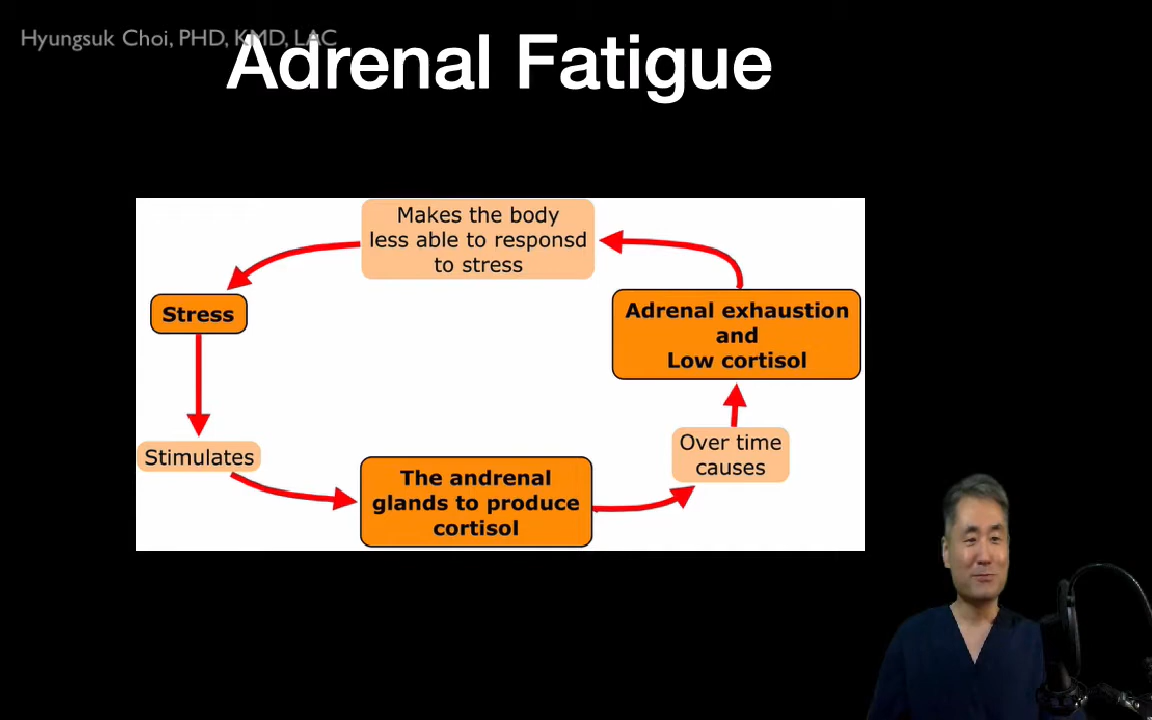 Hyungsuk Choi, PHD, KMD, LAC
Adrenal Fatigue
Makes the body
less able to responsd
to stress
Stress
Adrenal exhaustion
and
Low cortisol
Stimulates
Over time
causes
The andrenal
glands to produce
cortisol